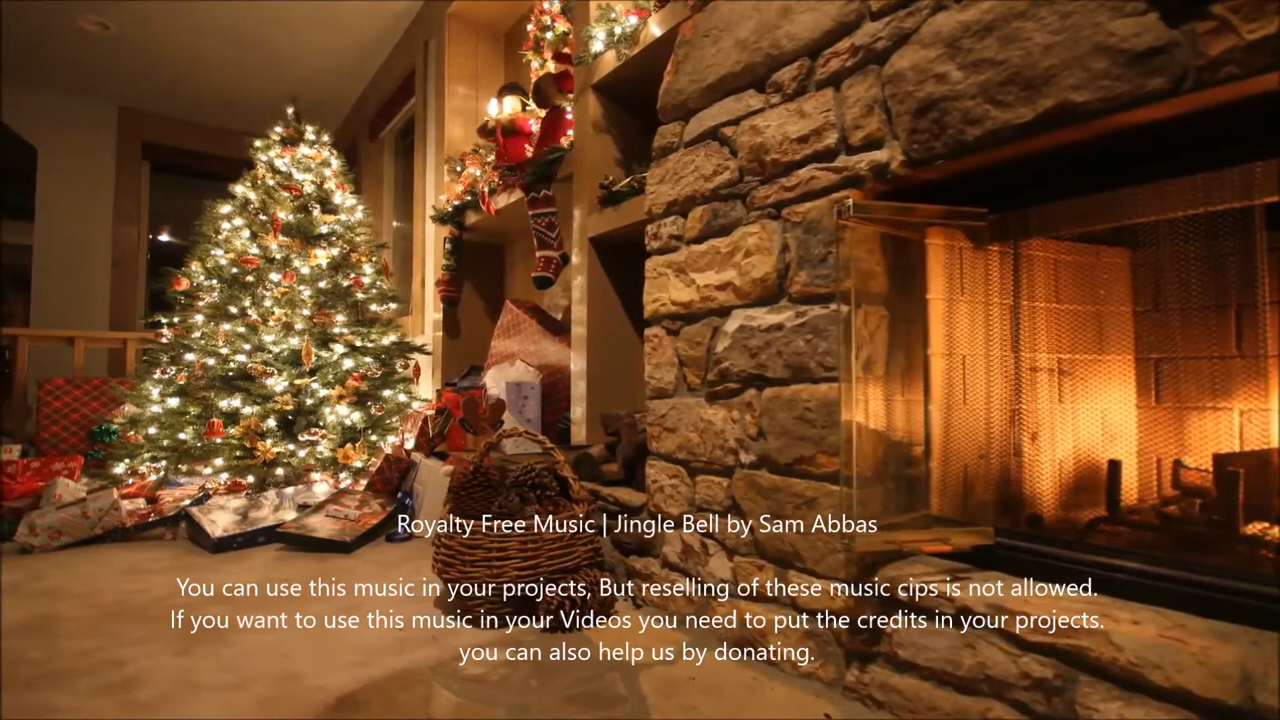 Royalty Free Music | Jingle Bell by Sam Abbas
You can use this music in your projects, But reselling of these music cips is not allowed.
If you want to use this music in your Videos you need to put the credits in your projects.
you can also help us by donating.